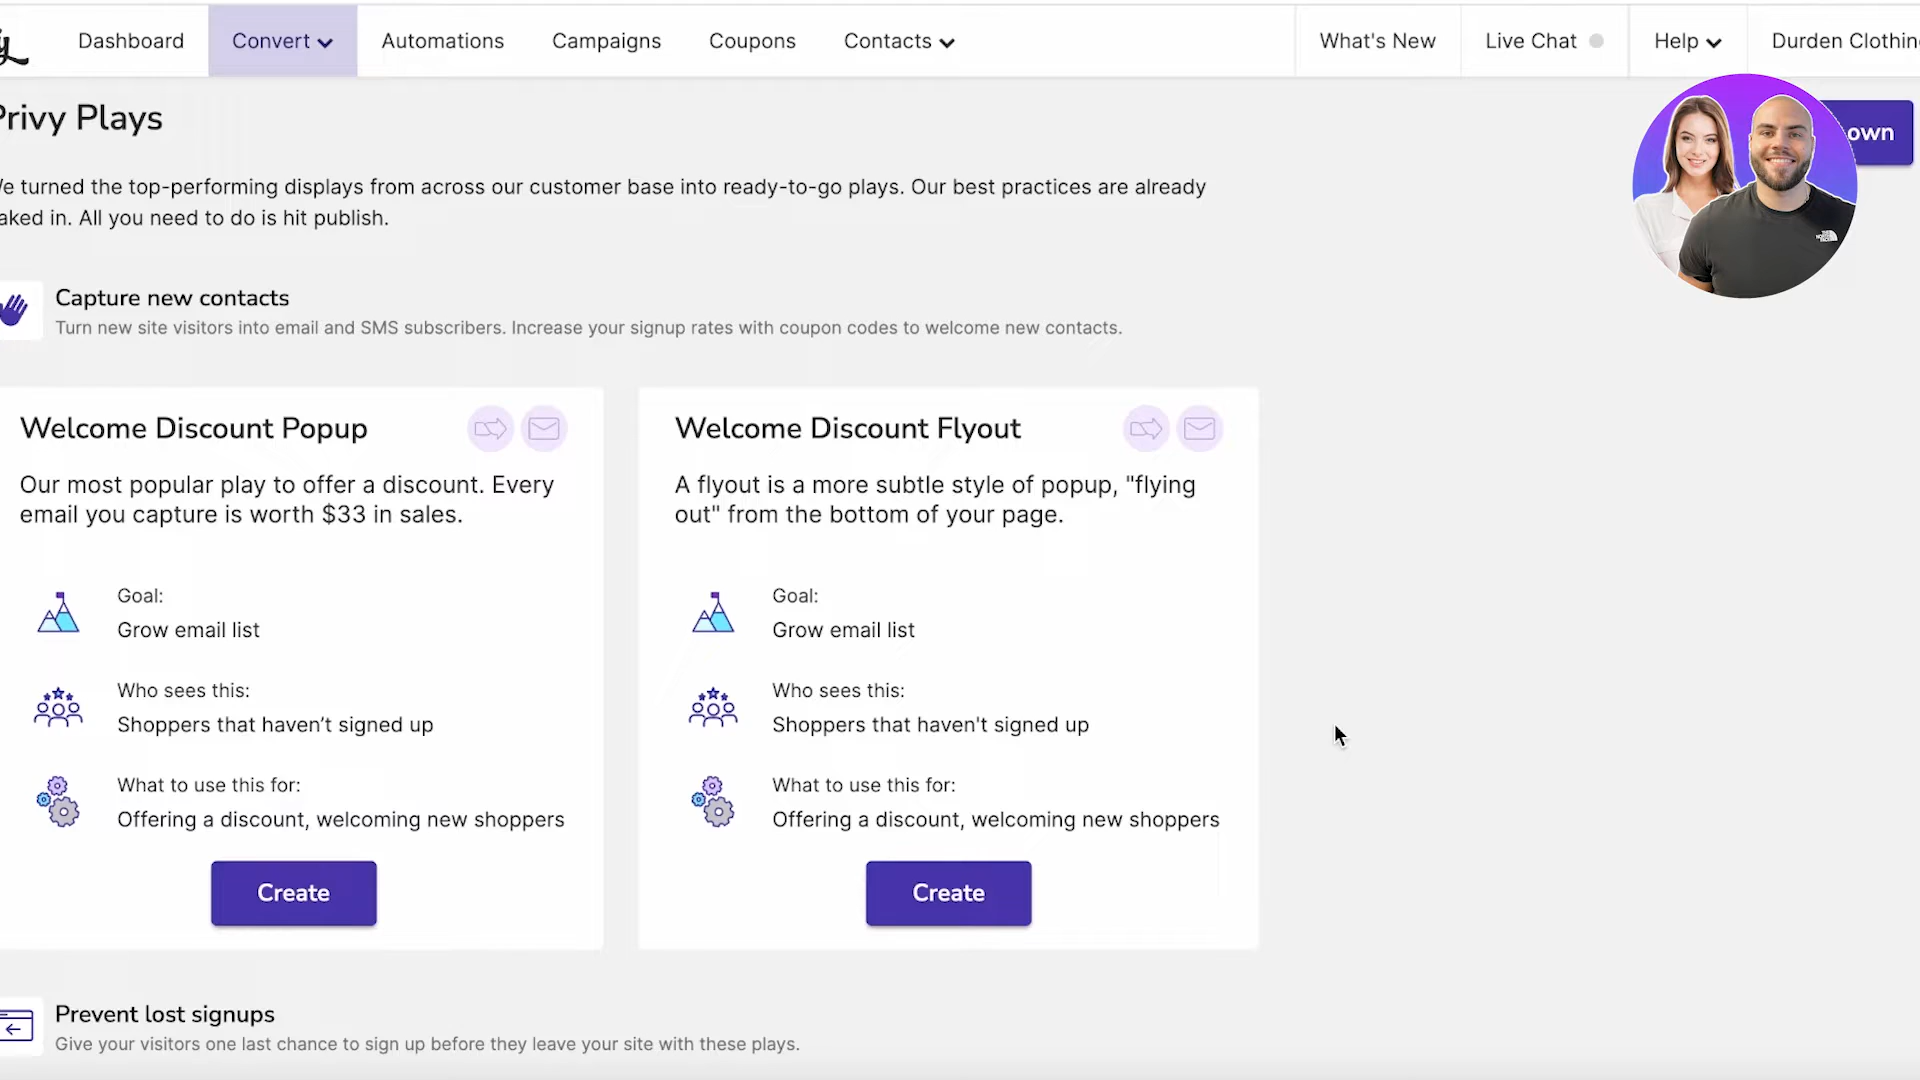 Dashboard Convert Automations Campaigns Coupons Contacts What's New Live Chat Help Durden Clothin
Privy Plays
own
We turned the top-performing displays from across our customer base into ready-to-go plays. Our best practices are already
aked in. All you need to do is hit publish.
Capture new contacts
Turn new site visitors into email and SMS subscribers. Increase your signup rates with coupon codes to welcome new contacts.
Welcome Discount Popup
Our most popular play to offer a discount. Every
email you capture is worth $33 in sales.
Goal:
Grow email list
Who sees this:
Shoppers that haven’t signed up
What to use this for:
Offering a discount, welcoming new shoppers
Create
Welcome Discount Flyout
A flyout is a more subtle style of popup, "flying
out" from the bottom of your page.
Goal:
Grow email list
Who sees this:
Shoppers that haven't signed up
What to use this for:
Offering a discount, welcoming new shoppers
Create
Prevent lost signups
Give your visitors one last chance to sign up before they leave your site with these plays.